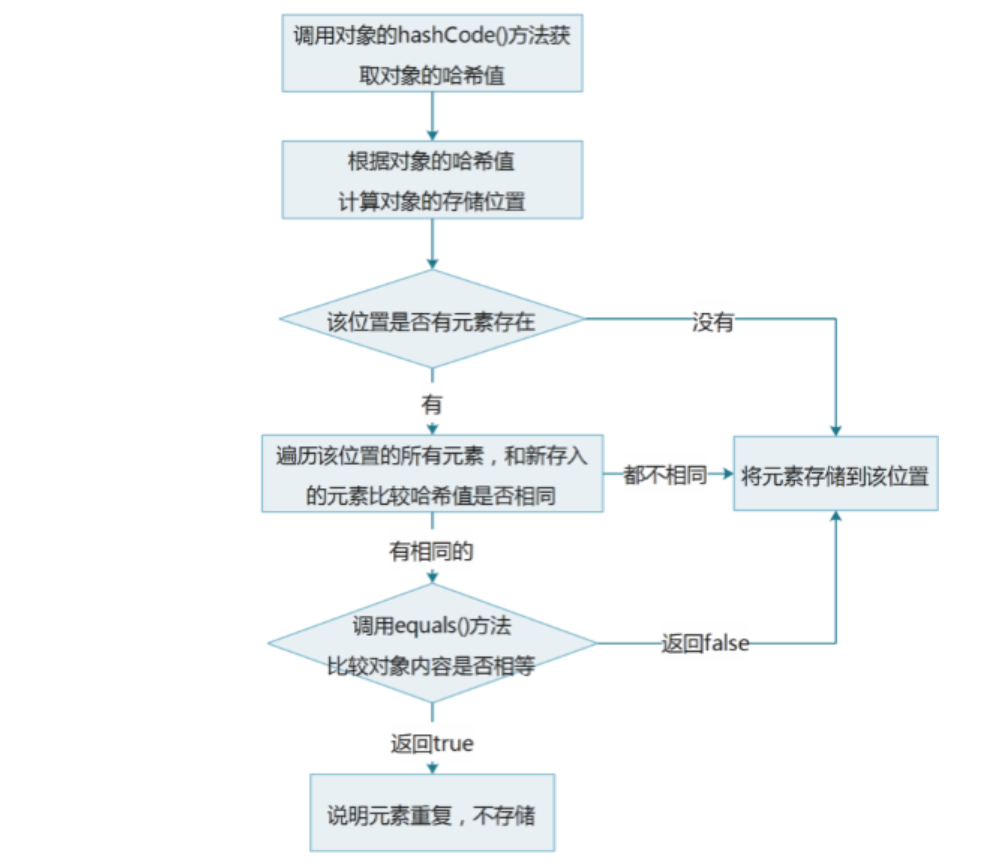 调用对象的hashCode()方法获
取对象的哈希值
根据对象的哈希值
计算对象的存储位置
该位置是否有元素存在
没有
有
遍历该位置的所有元素，和新存入
的元素比较哈希值是否相同
都不相同
将元素存储到该位置
有相同的
调用equals()方法
比较对象内容是否相等
返回false
返回true
说明元素重复，不存储